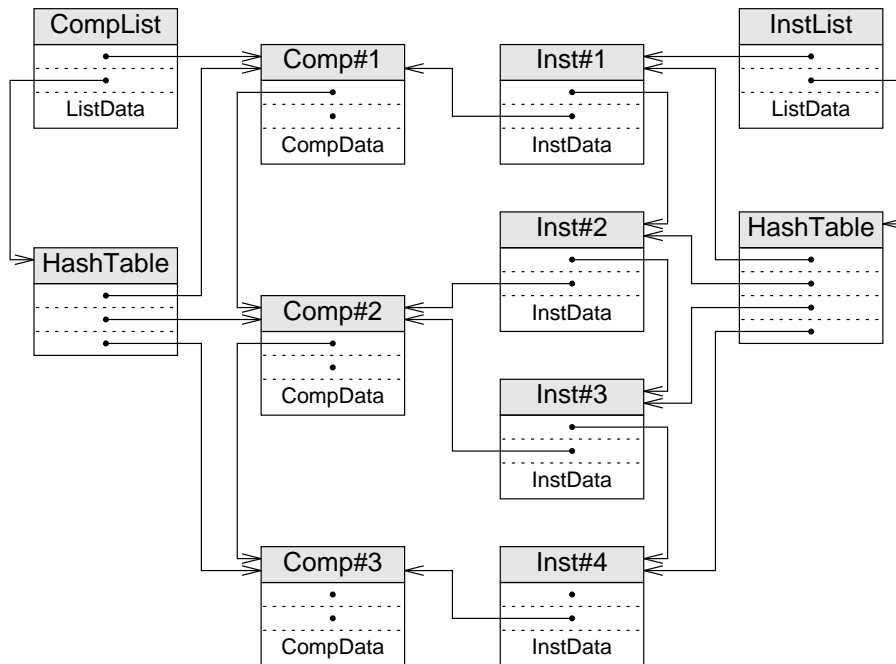 CompList
ListData
HashTable
Comp#1
CompData
Comp#2
CompData
Comp#3
CompData
Inst#1
InstData
Inst#2
InstData
Inst#3
InstData
Inst#4
InstData
InstList
ListData
HashTable